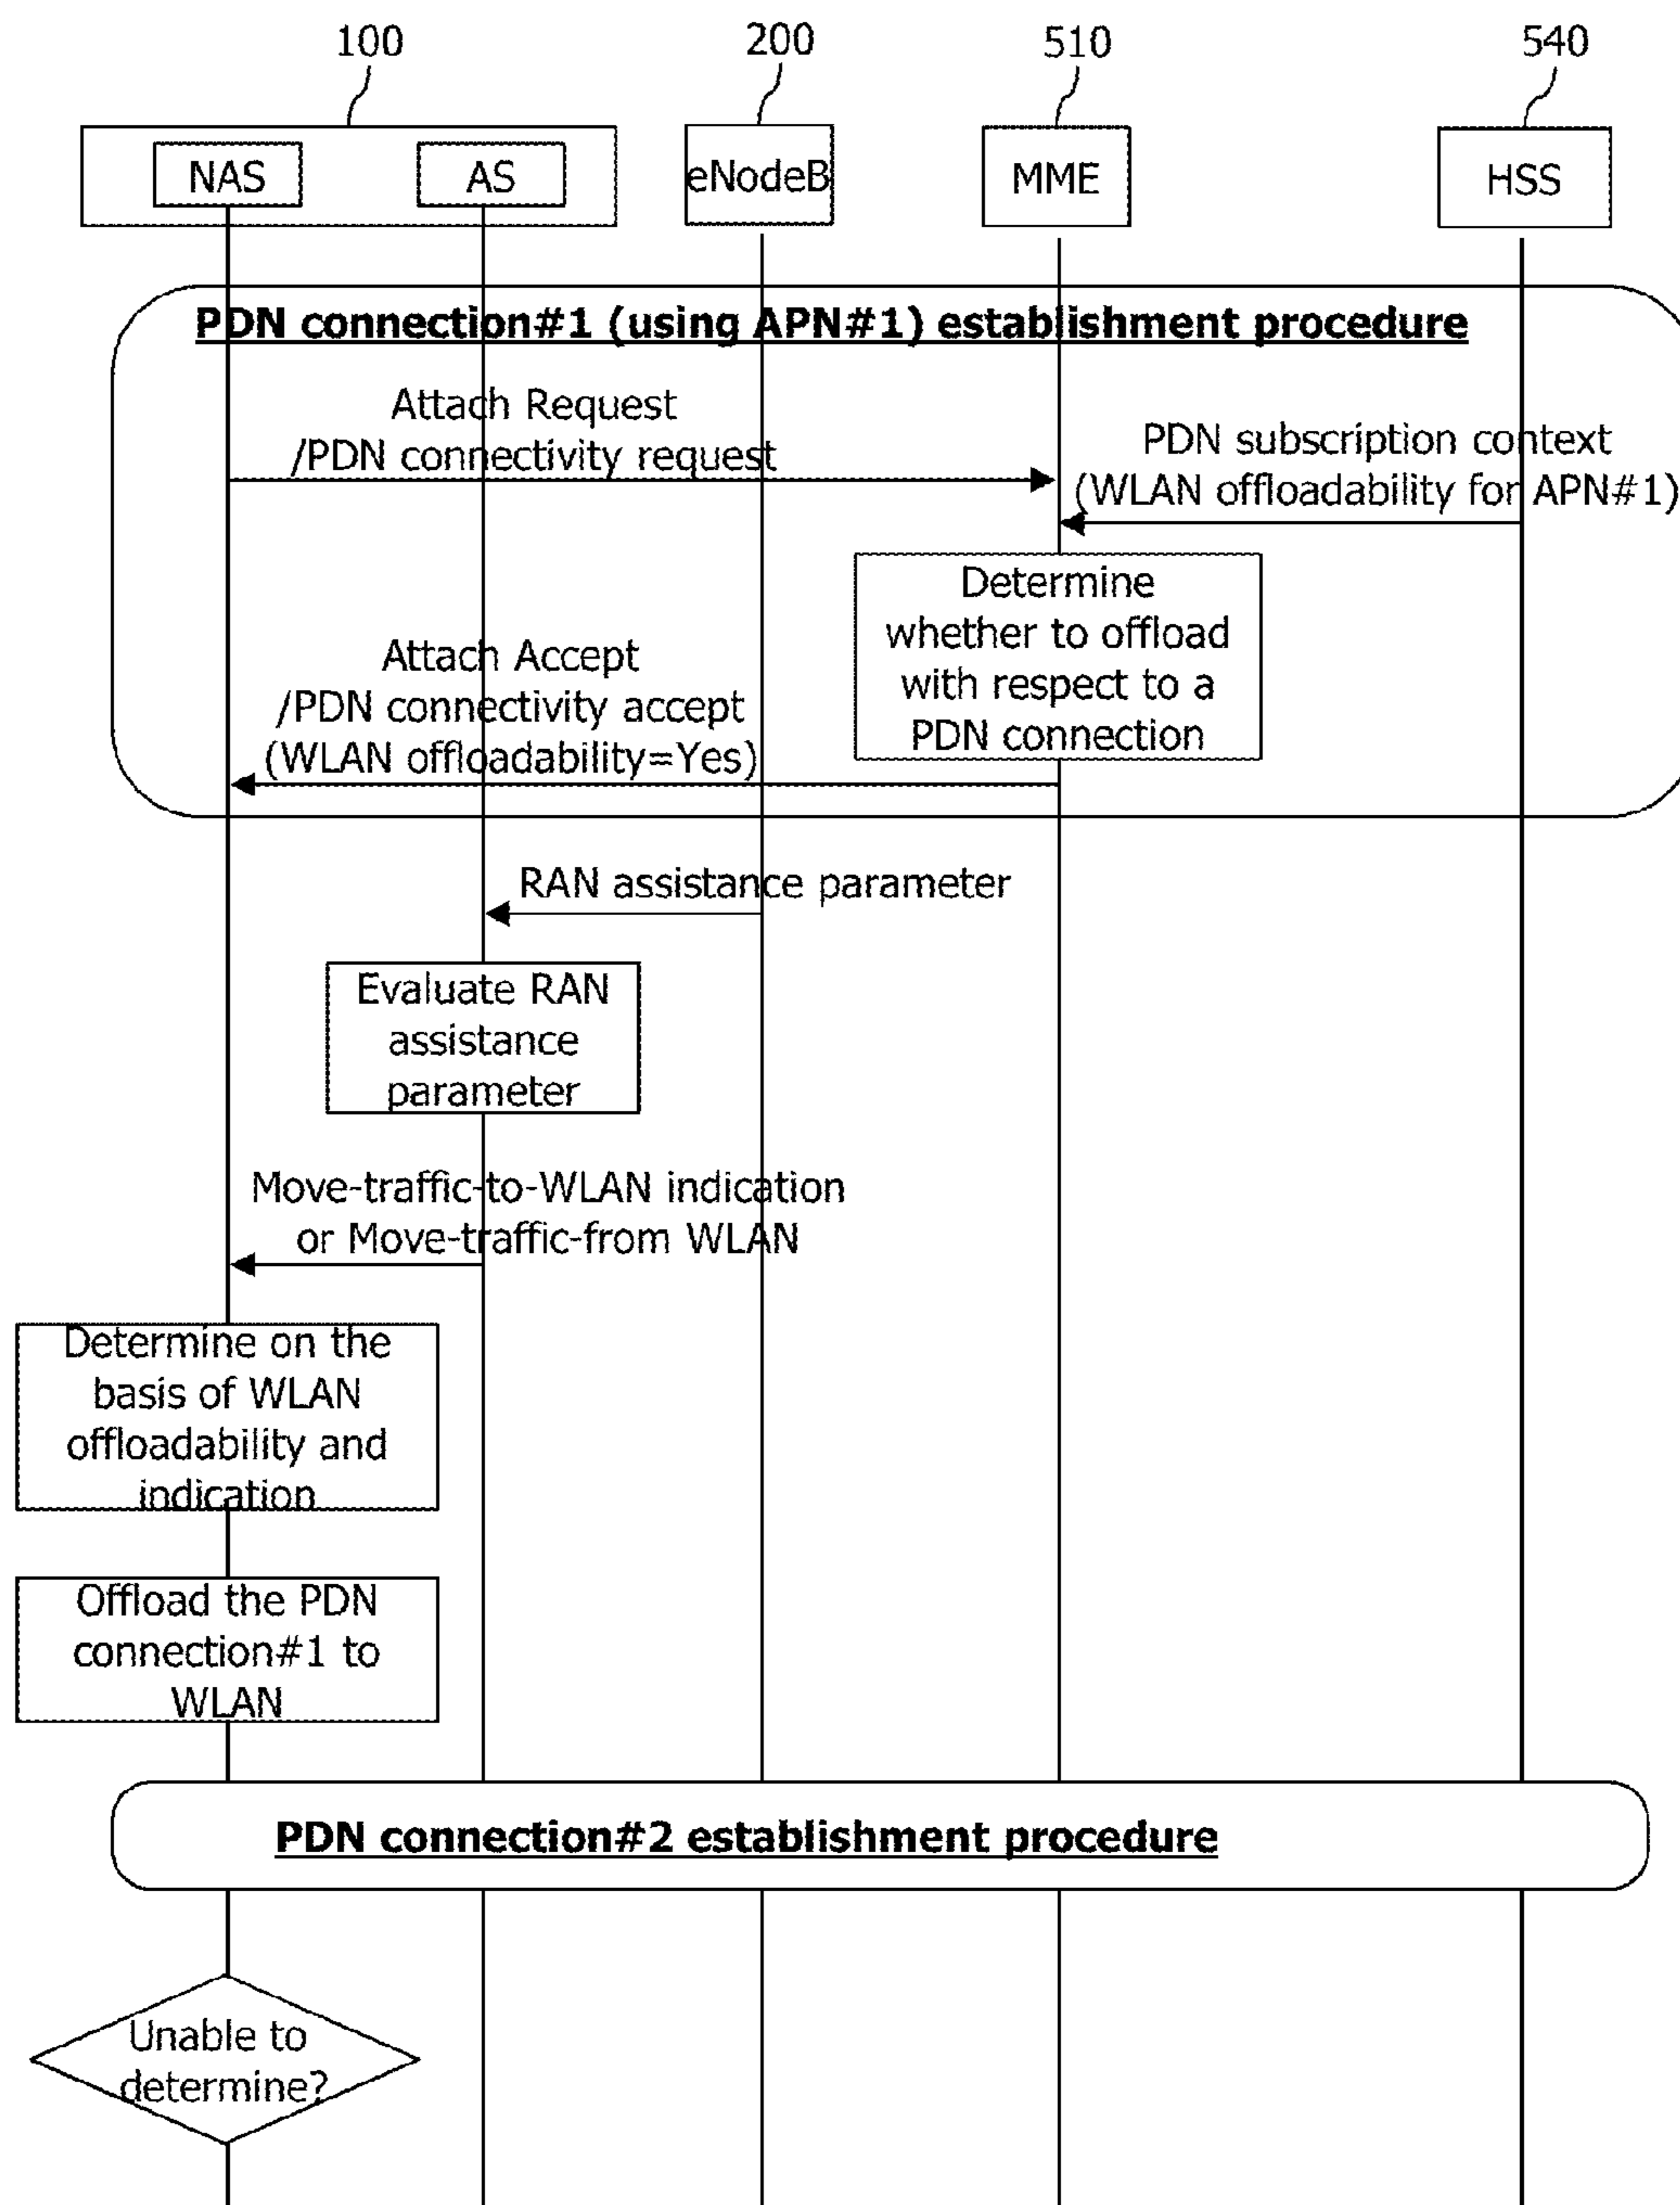 100
200
510
540
NAS
AS
eNodeB
MME
HSS
PDN connection#1 (using APN#1) establishment procedure
Attach Request
/PDN connectivity request
PDN subscription context
(WLAN offloadability for APN#1)
Determine
whether to offload
with respect to a
PDN connection
Attach Accept
/PDN connectivity accept
(WLAN offloadability=Yes)
RAN assistance parameter
Evaluate RAN
assistance
parameter
Move-traffic-to-WLAN indication
or Move-traffic-from WLAN
Determine on the
basis of WLAN
offloadability and
indication
Offload the PDN
connection#1 to
WLAN
PDN connection#2 establishment procedure
Unable to
determine?